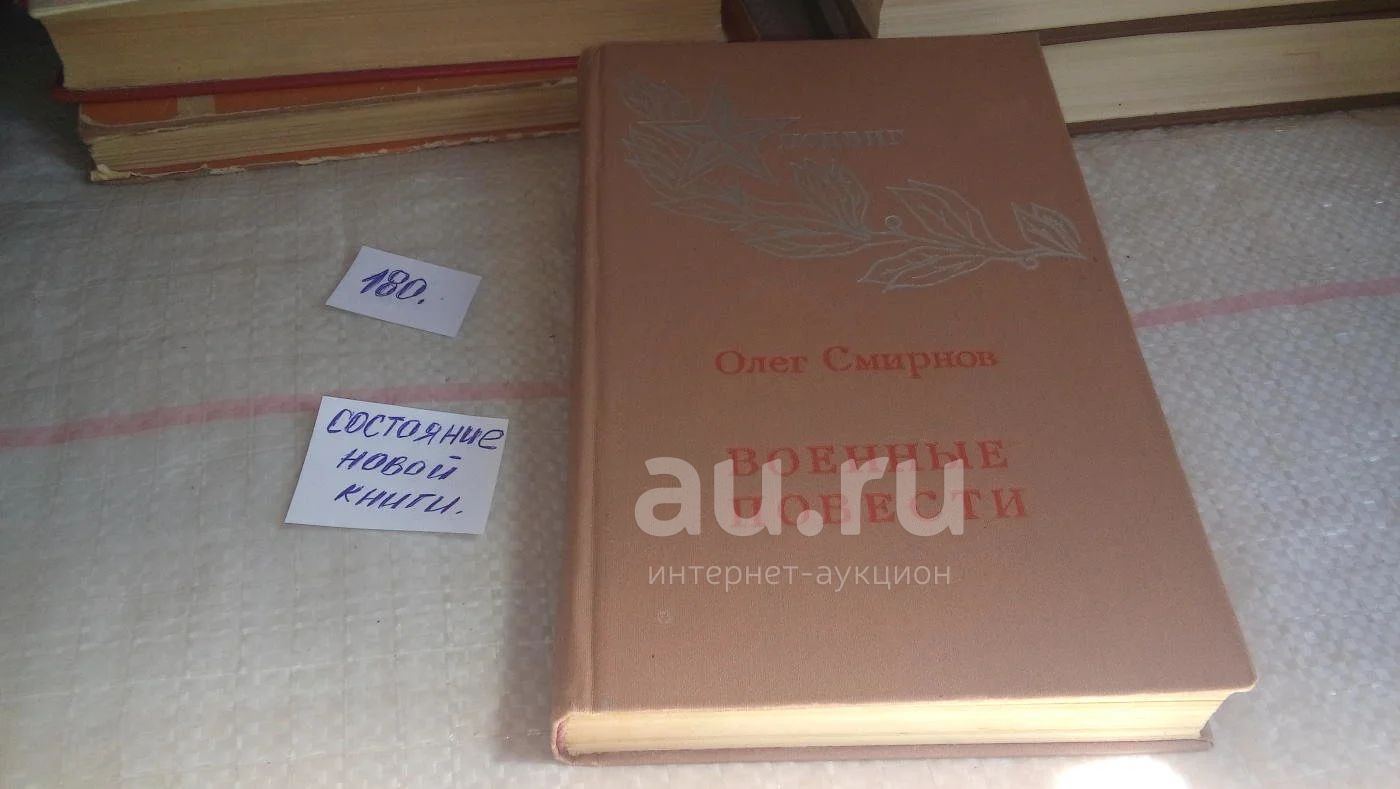 ПОДВИГ
180.
Олег Смирнов
СОСТОЯНИЕ
НОВОЙ
КНИГИ.
ВОЕННЫЕ
ПОВЕСТИ
au.ru
интернет-аукцион